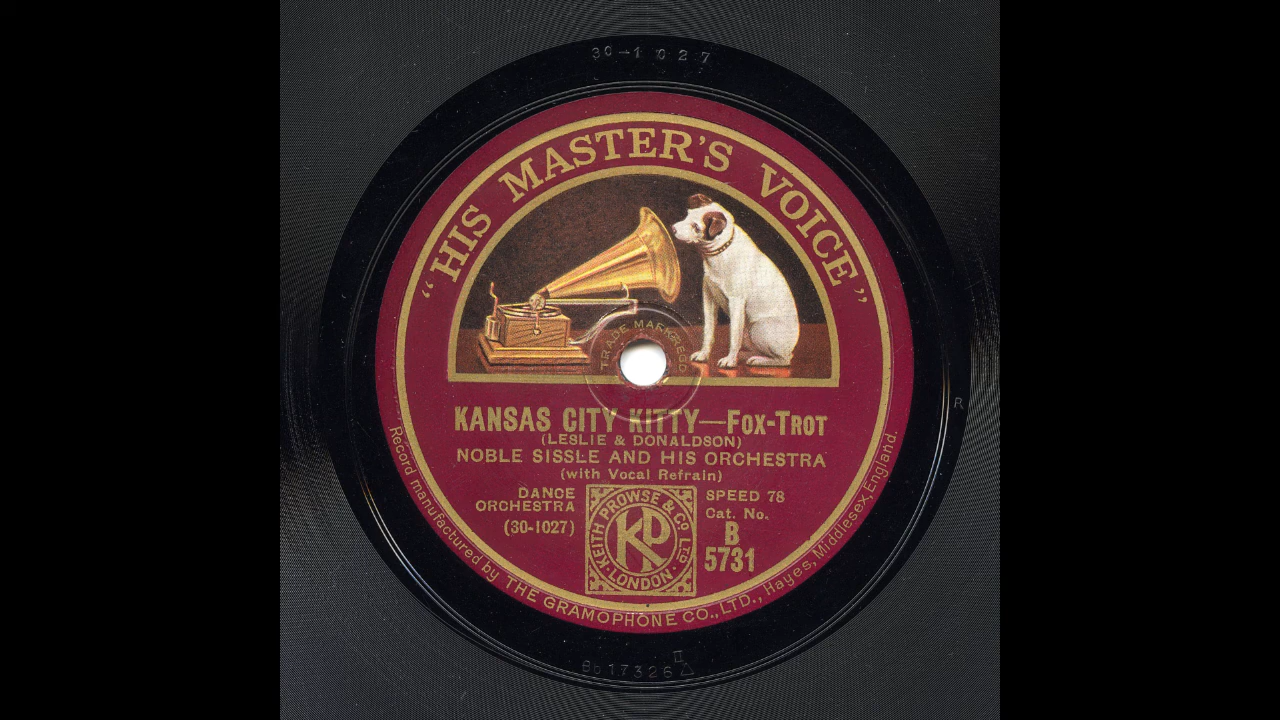 30-1027
"HIS MASTER'S VOICE"
TRADE MARK REGD
KANSAS CITY KITTY—FOX-TROT
(LESLIE & DONALDSON)
NOBLE SISSLE AND HIS ORCHESTRA
(with Vocal Refrain)
DANCE
ORCHESTRA
(30-1027)
KEITH PROWSE & CO LTD
KP
LONDON
SPEED 78
Cat. No.
B
5731
Record manufactured by THE GRAMOPHONE CO., LTD., Hayes, Middlesex, England.
R
Bb17326